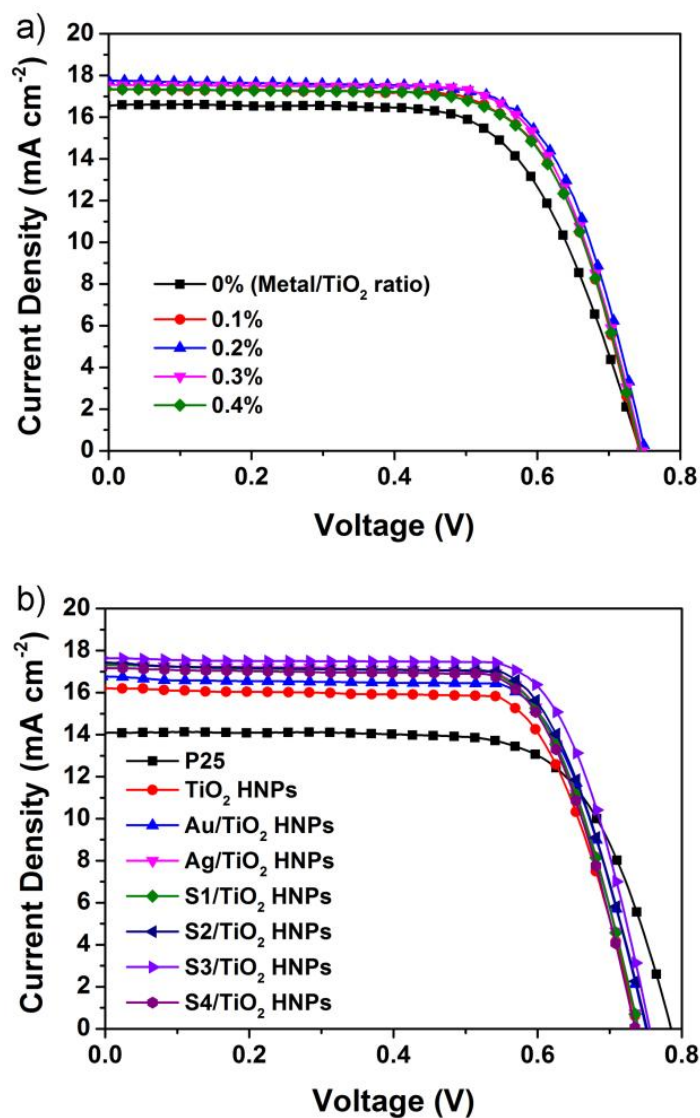 a)
20
18
16
14
12
10
8
6
4
2
0
Current Density (mA cm⁻²)
0% (Metal/TiO₂ ratio)
0.1%
0.2%
0.3%
0.4%
0.0 0.2 0.4 0.6 0.8
Voltage (V)
b)
20
18
16
14
12
10
8
6
4
2
0
Current Density (mA cm⁻²)
P25
TiO₂ HNPs
Au/TiO₂ HNPs
Ag/TiO₂ HNPs
S1/TiO₂ HNPs
S2/TiO₂ HNPs
S3/TiO₂ HNPs
S4/TiO₂ HNPs
0.0 0.2 0.4 0.6 0.8
Voltage (V)